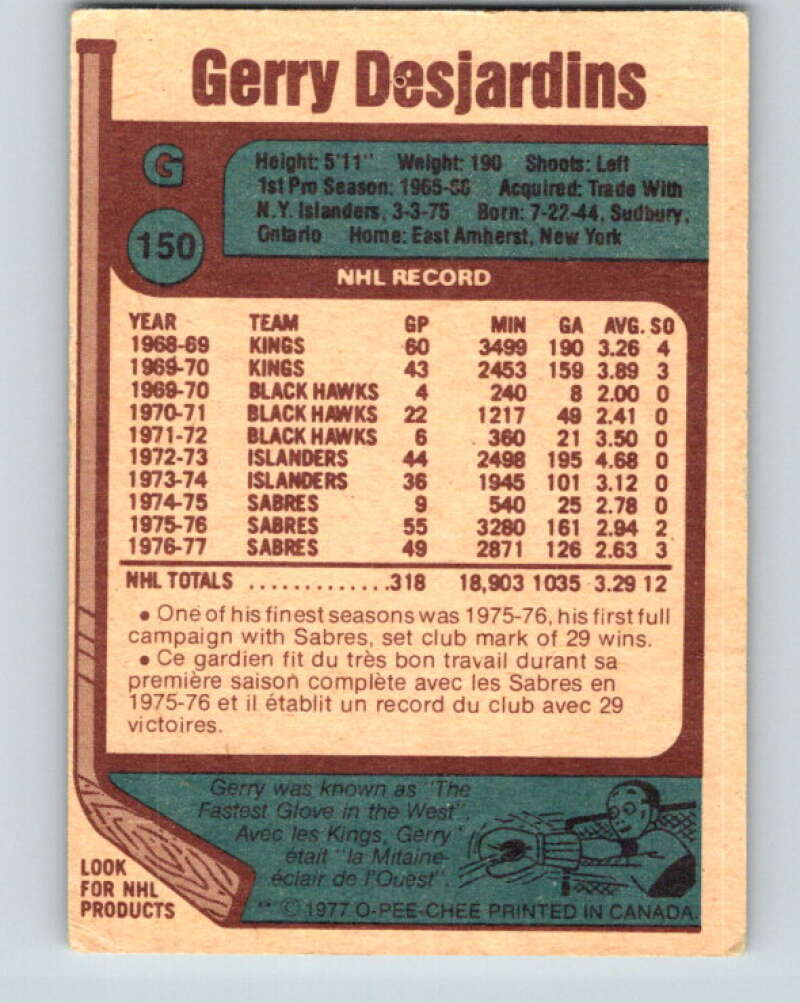 Gerry Desjardins
G
150
Height: 5'11" Weight: 190 Shoots: Left
1st Pro Season: 1965-66 Acquired: Trade With
N.Y. Islanders, 3-3-75 Born: 7-22-44, Sudbury,
Ontario Home: East Amherst, New York
NHL RECORD
YEAR TEAM GP MIN GA AVG. SO
1968-69 KINGS 60 3499 190 3.26 4
1969-70 KINGS 43 2453 159 3.89 3
1969-70 BLACK HAWKS 4 240 8 2.00 0
1970-71 BLACK HAWKS 22 1217 49 2.41 0
1971-72 BLACK HAWKS 6 360 21 3.50 0
1972-73 ISLANDERS 44 2498 195 4.68 0
1973-74 ISLANDERS 36 1945 101 3.12 0
1974-75 SABRES 9 540 25 2.78 0
1975-76 SABRES 55 3280 161 2.94 2
1976-77 SABRES 49 2871 126 2.63 3
NHL TOTALS .............318 18,903 1035 3.29 12
• One of his finest seasons was 1975-76, his first full
campaign with Sabres, set club mark of 29 wins.
• Ce gardien fit du très bon travail durant sa
première saison complète avec les Sabres en
1975-76 et il établit un record du club avec 29
victoires.
Gerry was known as "The
Fastest Glove in the West".
Avec les Kings, Gerry
était "la Mitaine-
éclair de l'Ouest".
LOOK
FOR NHL
PRODUCTS
** © 1977 O-PEE-CHEE PRINTED IN CANADA